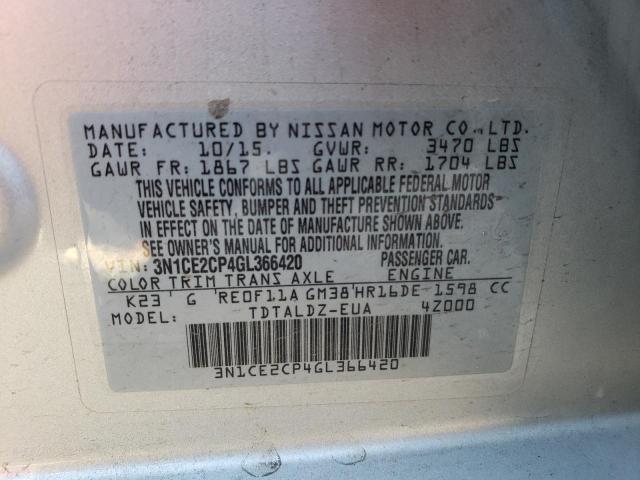 MANUFACTURED BY NISSAN MOTOR CO.,LTD.
DATE: 10/15. GVWR: 3470 LBS
GAWR FR: 1867 LBS GAWR RR: 1704 LBS
THIS VEHICLE CONFORMS TO ALL APPLICABLE FEDERAL MOTOR
VEHICLE SAFETY, BUMPER AND THEFT PREVENTION STANDARDS
IN EFFECT ON THE DATE OF MANUFACTURE SHOWN ABOVE.
SEE OWNER'S MANUAL FOR ADDITIONAL INFORMATION
VIN: 3N1CE2CP4GL366420 PASSENGER CAR.
COLOR TRIM TRANS AXLE ENGINE
K23 G RE0F11A GM38 HR16DE 1598 CC
MODEL: TDTALDZ-EUA 4Z000
3N1CE2CP4GL366420